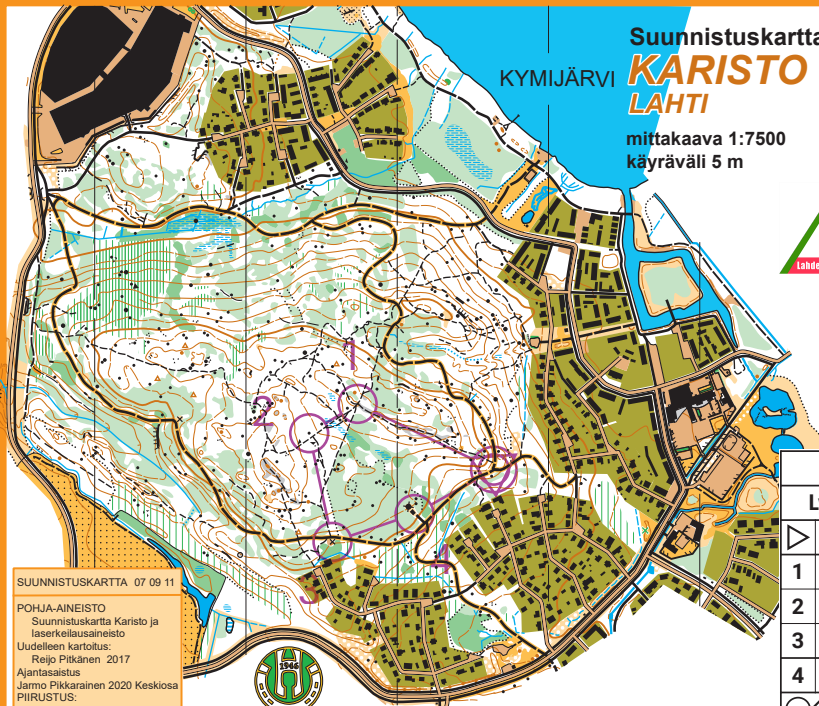 Suunnistuskartta
KARISTO
LAHTI
KYMIJÄRVI
mittakaava 1:7500
käyräväli 5 m
Lahde
1
2
3
4
L
1
2
3
4
SUUNNISTUSKARTTA 07 09 11
POHJA-AINEISTO
Suunnistuskartta Karisto ja
laserkeilausaineisto
Uudelleen kartoitus:
Reijo Pitkänen 2017
Ajantasaistus
Jarmo Pikkarainen 2020 Keskiosa
PIIRUSTUS:
1946